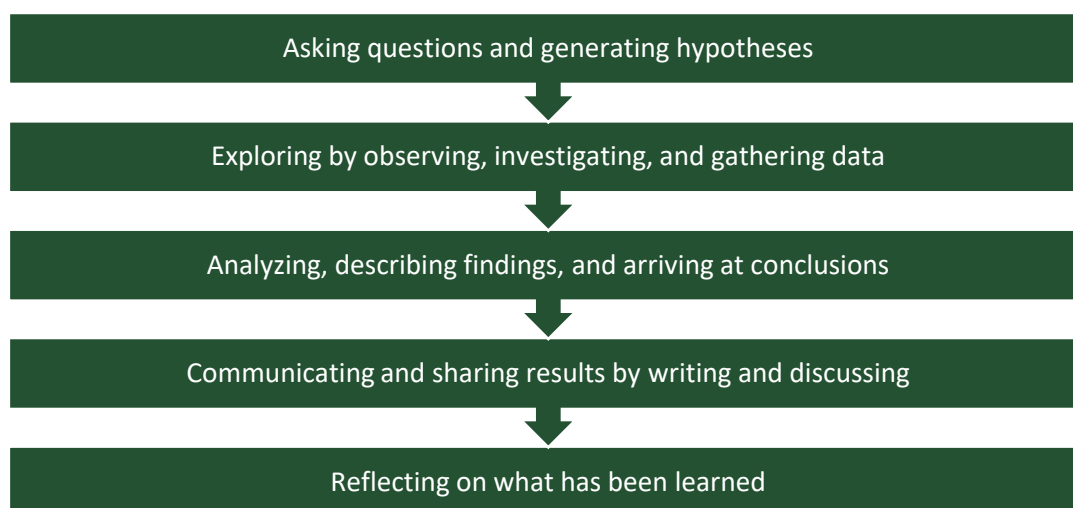 Asking questions and generating hypotheses
Exploring by observing, investigating, and gathering data
Analyzing, describing findings, and arriving at conclusions
Communicating and sharing results by writing and discussing
Reflecting on what has been learned